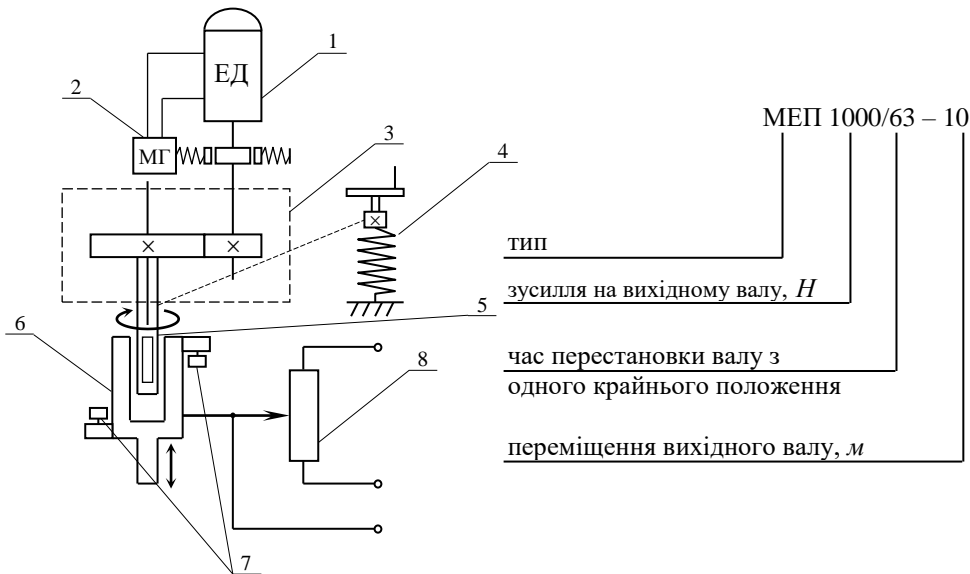 1
ЕД
2
МЕП 1000/63 – 10
МГ
3
4
тип
зусилля на вихідному валу, Н
5
6
час перестановки валу з
одного крайнього положення
8
переміщення вихідного валу, м
7